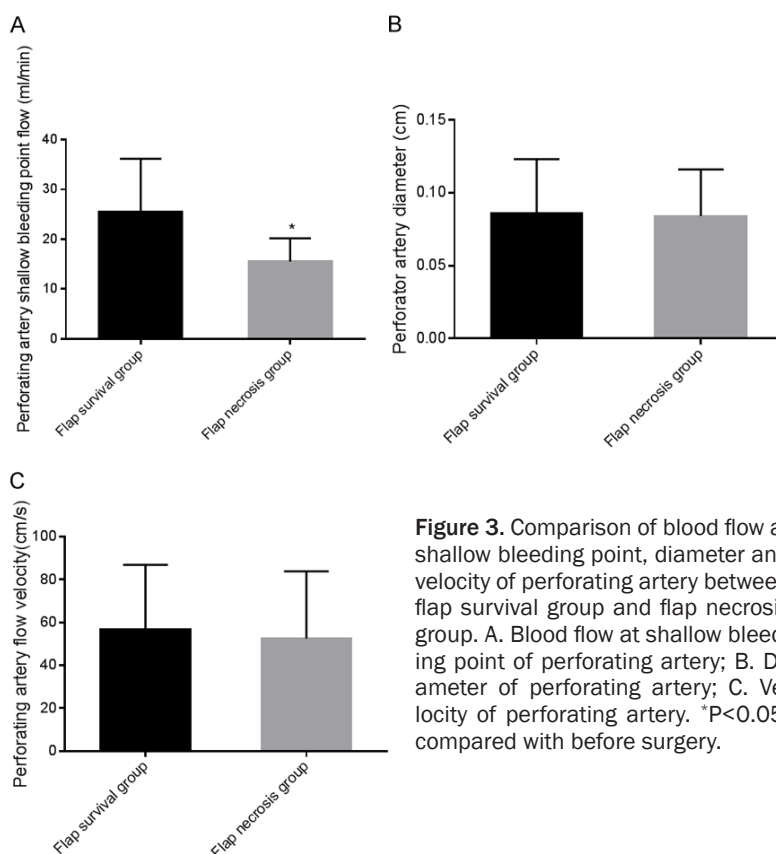 A
Perforating artery shallow bleeding point flow (ml/min)
40
30
20
10
0
*
Flap survival group
Flap necrosis group
B
Perforator artery diameter (cm)
0.15
0.10
0.05
0.00
Flap survival group
Flap necrosis group
C
Perforating artery flow velocity(cm/s)
100
80
60
40
20
0
Flap survival group
Flap necrosis group
Figure 3. Comparison of blood flow a
shallow bleeding point, diameter an
velocity of perforating artery between
flap survival group and flap necrosi
group. A. Blood flow at shallow bleed
ing point of perforating artery; B. D
ameter of perforating artery; C. Ve
locity of perforating artery. *P<0.05
compared with before surgery.